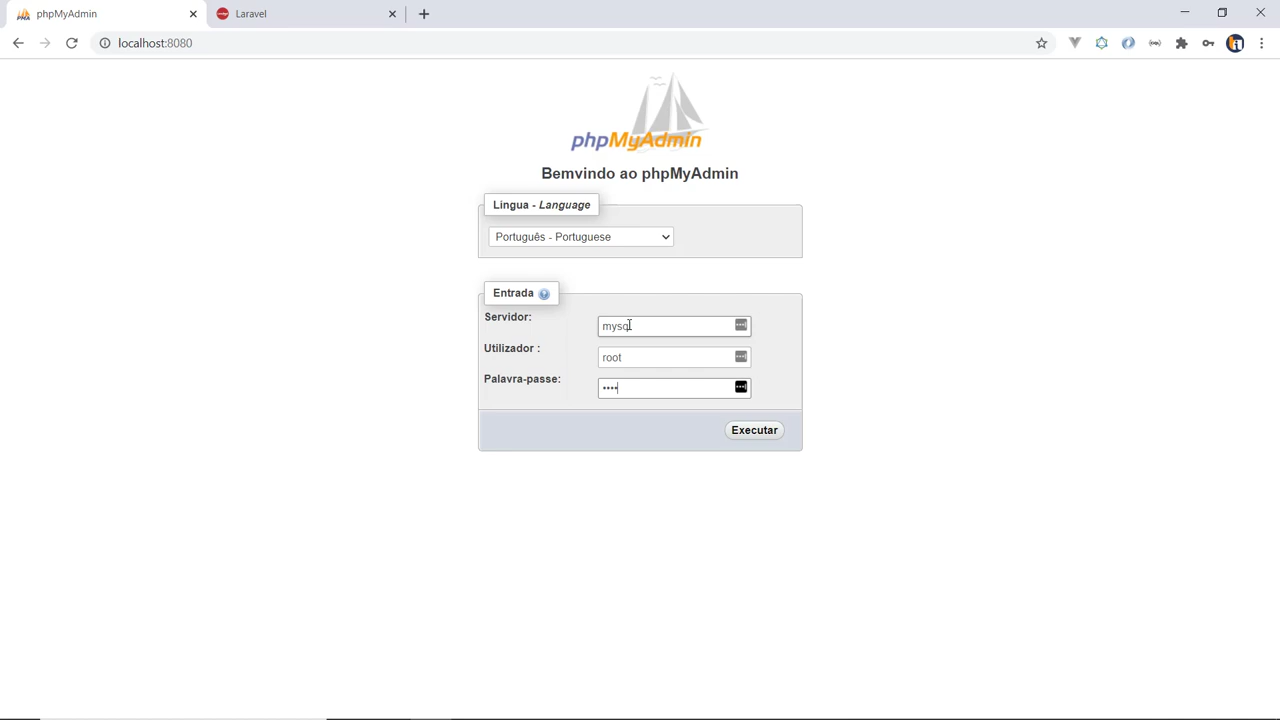 phpMyAdmin
Laravel
localhost:8080
phpMyAdmin
Bemvindo ao phpMyAdmin
Língua - Language
Português - Portuguese
Entrada
Servidor:
mysql
Utilizador :
root
Palavra-passe:
••••
Executar